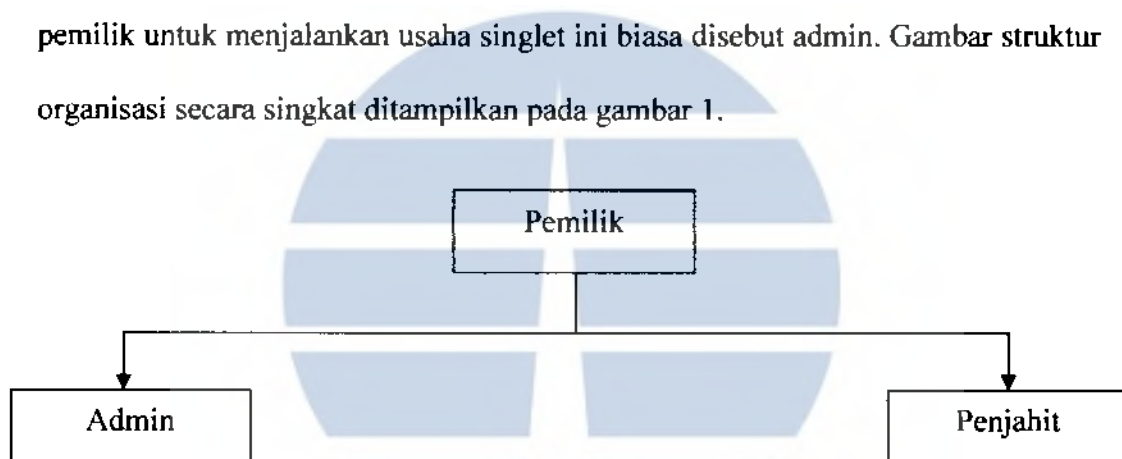 pemilik untuk menjalankan usaha singlet ini biasa disebut admin. Gambar struktur
organisasi secara singkat ditampilkan pada gambar 1.
Pemilik
Admin
Penjahit